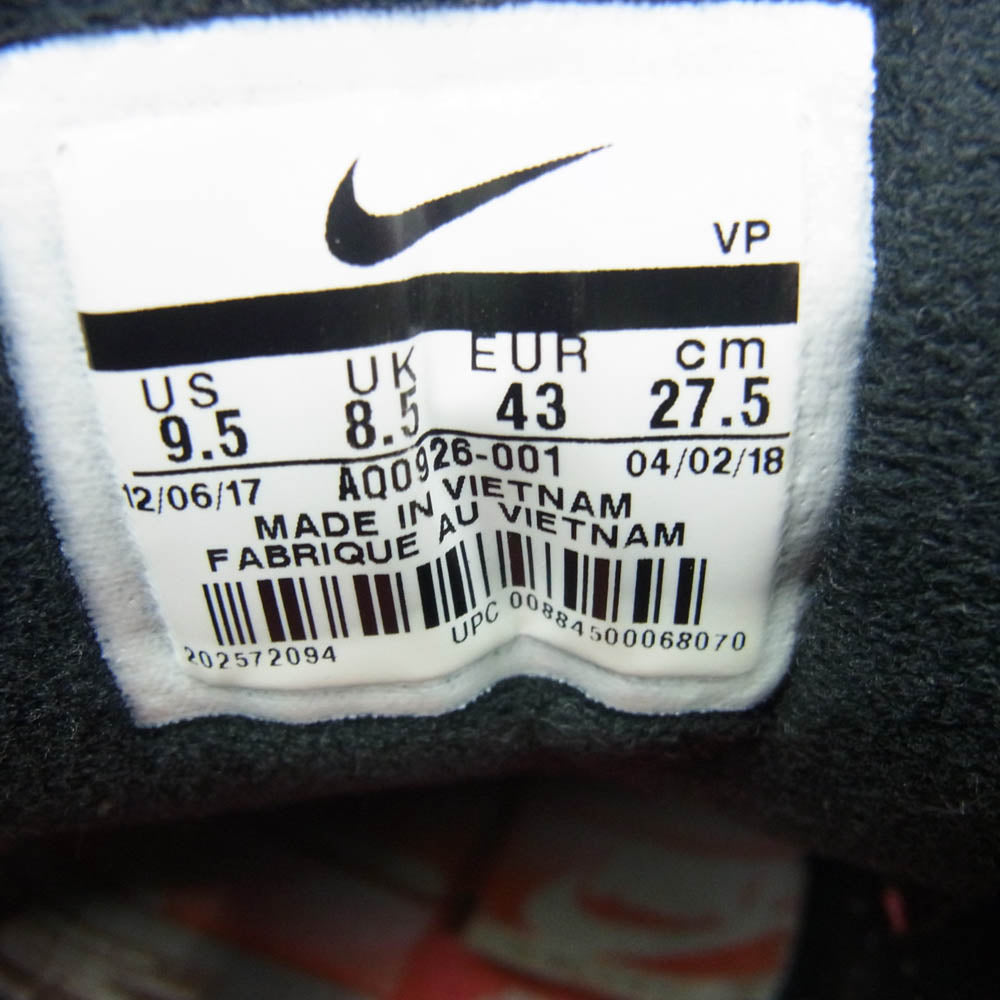 VP
US UK EUR cm
9.5 8.5 43 27.5
12/06/17 AQ0926-001 04/02/18
MADE IN VIETNAM
FABRIQUE AU VIETNAM
202572094 UPC 00884500068070